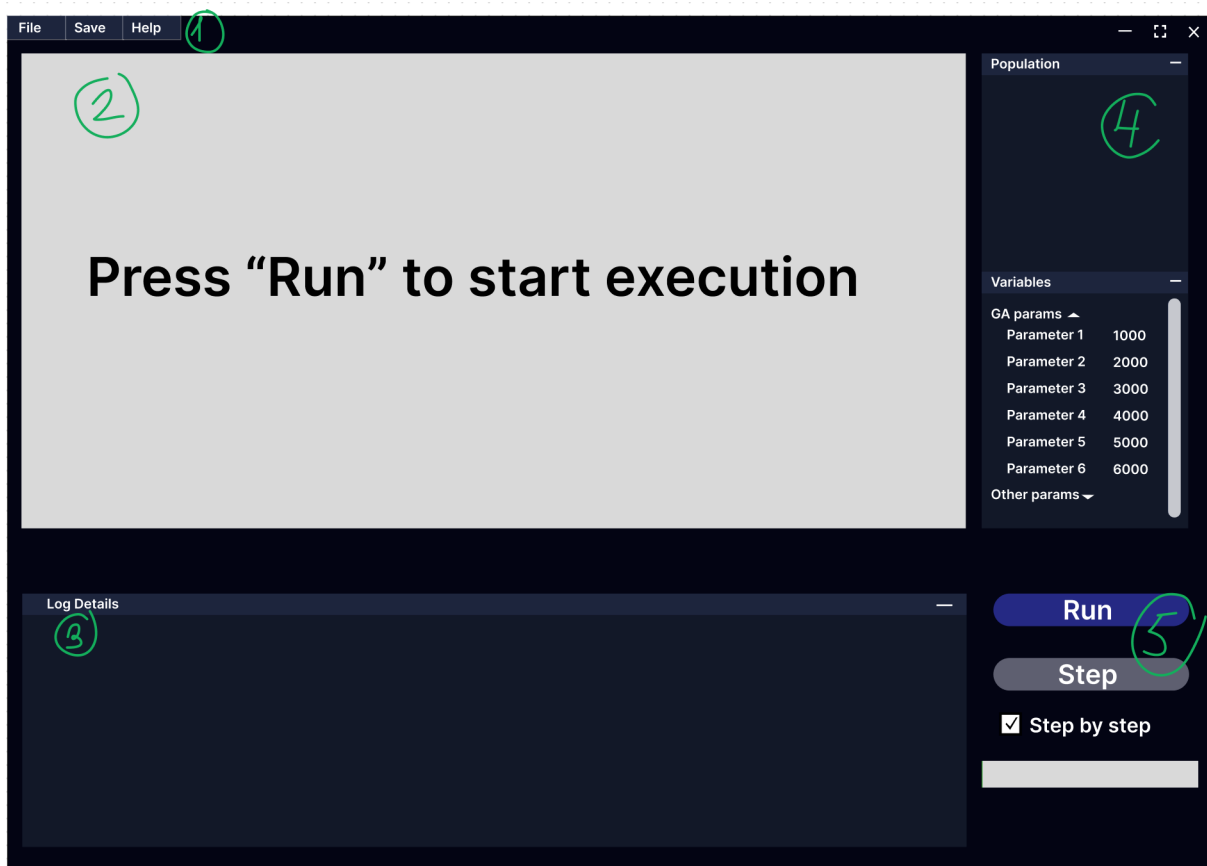 File Save Help 1
2
Press “Run” to start execution
Population
4
Variables
GA params
Parameter 1 1000
Parameter 2 2000
Parameter 3 3000
Parameter 4 4000
Parameter 5 5000
Parameter 6 6000
Other params
Log Details
3
Run
5
Step
Step by step